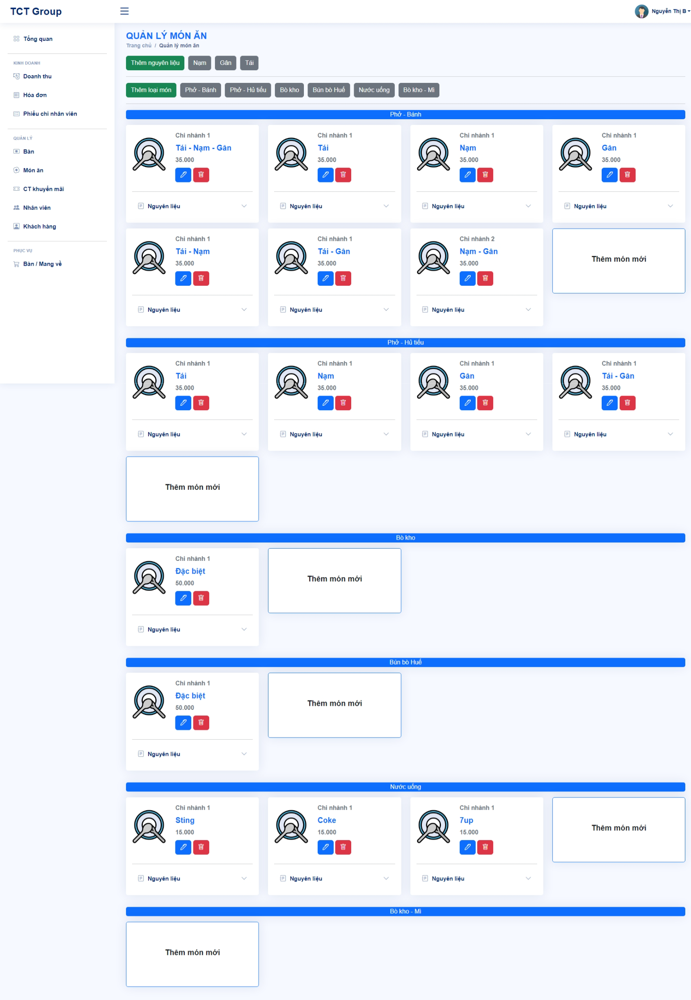 TCT Group
Nguyễn Thị B
Tổng quan
KINH DOANH
Doanh thu
Hóa đơn
Phiếu chi nhân viên
QUẢN LÝ
Bàn
Món ăn
CT khuyến mãi
Nhân viên
Khách hàng
PHỤC VỤ
Bàn / Mang về
QUẢN LÝ MÓN ĂN
Trang chủ / Quản lý món ăn
Thêm nguyên liệu Nạm Gân Tái
Thêm loại món Phở - Bánh Phở - Hủ tiếu Bò kho Bún bò Huế Nước uống Bò kho - Mì
Phở - Bánh
Chi nhánh 1
Tái - Nạm - Gân
35.000
Nguyên liệu
Chi nhánh 1
Tái
35.000
Nguyên liệu
Chi nhánh 1
Nạm
35.000
Nguyên liệu
Chi nhánh 1
Gân
35.000
Nguyên liệu
Chi nhánh 1
Tái - Nạm
35.000
Nguyên liệu
Chi nhánh 1
Tái - Gân
35.000
Nguyên liệu
Chi nhánh 2
Nạm - Gân
35.000
Nguyên liệu
Thêm món mới
Phở - Hủ tiếu
Chi nhánh 1
Tái
35.000
Nguyên liệu
Chi nhánh 1
Nạm
35.000
Nguyên liệu
Chi nhánh 1
Gân
35.000
Nguyên liệu
Chi nhánh 1
Tái - Gân
35.000
Nguyên liệu
Thêm món mới
Bò kho
Chi nhánh 1
Đặc biệt
50.000
Nguyên liệu
Thêm món mới
Bún bò Huế
Chi nhánh 1
Đặc biệt
50.000
Nguyên liệu
Thêm món mới
Nước uống
Chi nhánh 1
Sting
15.000
Nguyên liệu
Chi nhánh 1
Coke
15.000
Nguyên liệu
Chi nhánh 1
7up
15.000
Nguyên liệu
Thêm món mới
Bò kho - Mì
Thêm món mới